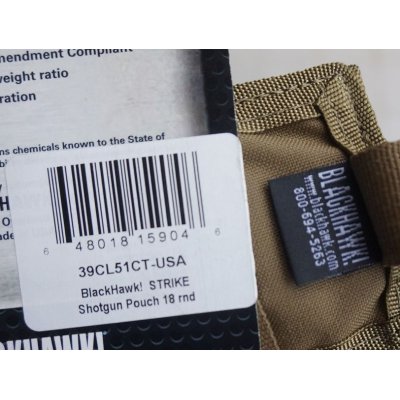 mendment Compliant
weight ratio
ration
ns chemicals known to the State of
6 48018 15904 6
39CL51CT-USA
BlackHawk! STRIKE
Shotgun Pouch 18 rnd
BLACKHAWK!
www.blackhawk.com
800-694-5263
CKHAWK!